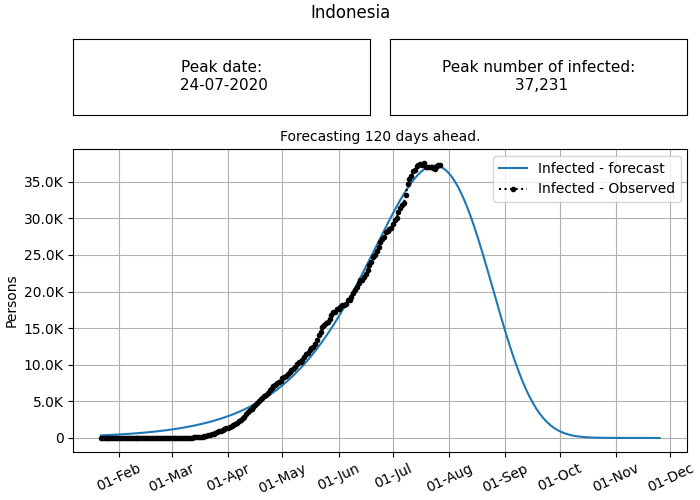 Indonesia
Peak date:
24-07-2020
Peak number of infected:
37,231
Forecasting 120 days ahead.
Infected - forecast
Infected - Observed
Persons
35.0K
30.0K
25.0K
20.0K
15.0K
10.0K
5.0K
0
01-Feb
01-Mar
01-Apr
01-May
01-Jun
01-Jul
01-Aug
01-Sep
01-Oct
01-Nov
01-Dec